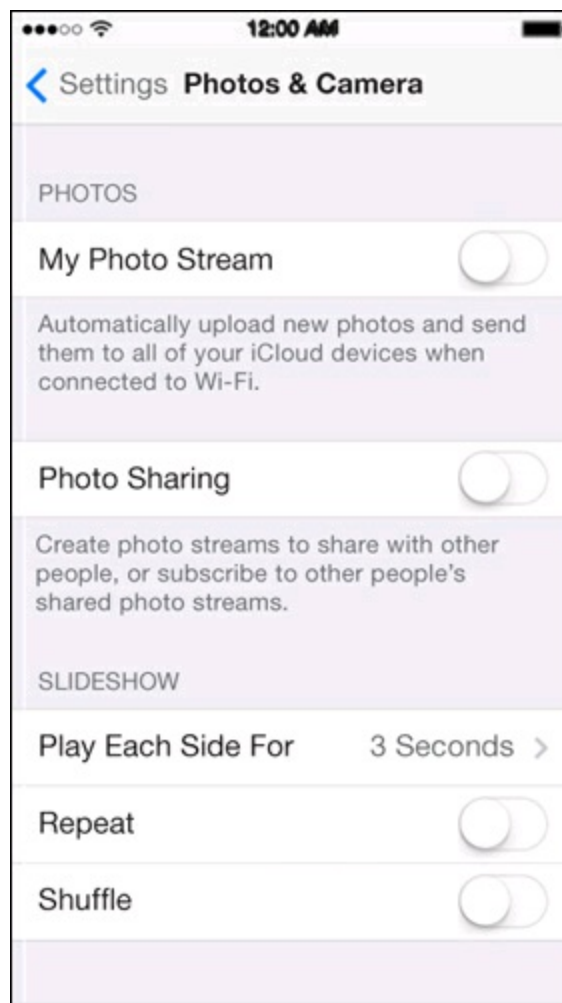 12:00 AM
Settings Photos & Camera
PHOTOS
My Photo Stream
Automatically upload new photos and send
them to all of your iCloud devices when
connected to Wi-Fi.
Photo Sharing
Create photo streams to share with other
people, or subscribe to other people's
shared photo streams.
SLIDESHOW
Play Each Side For 3 Seconds
Repeat
Shuffle